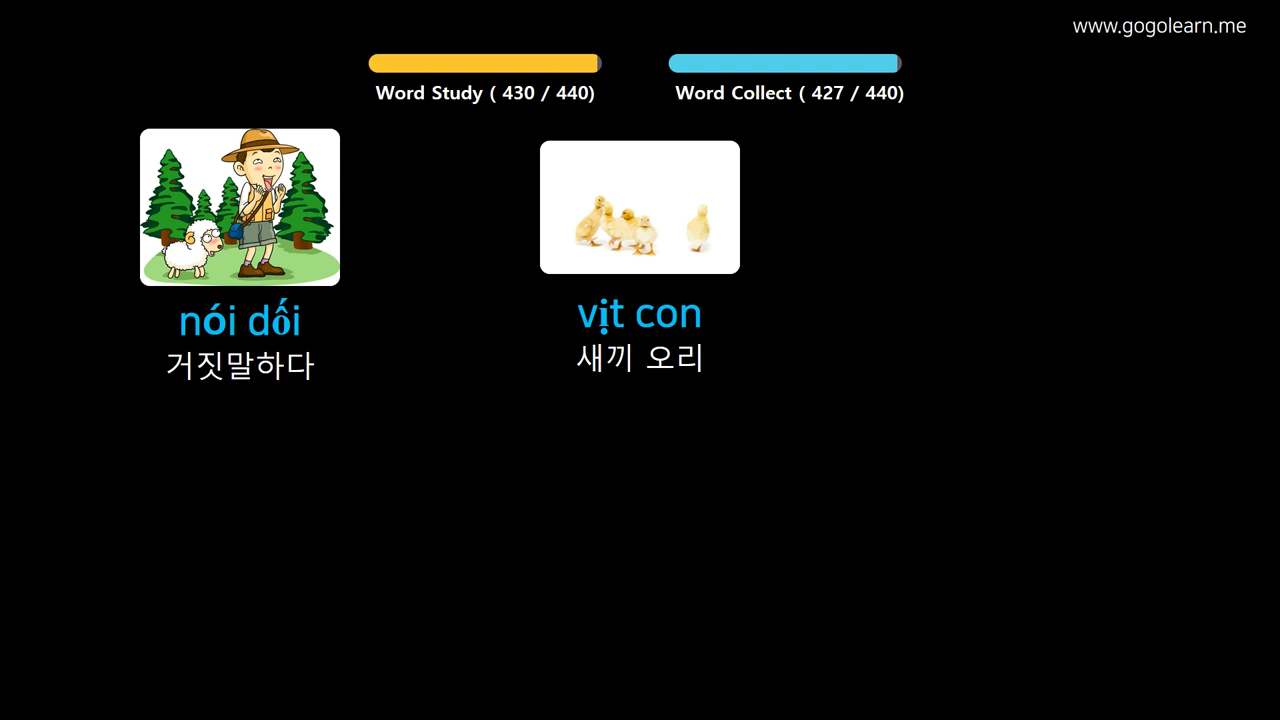 www.gogolearn.me
Word Study ( 430 / 440)
Word Collect ( 427 / 440)
nói dối
거짓말하다
vịt con
새끼 오리